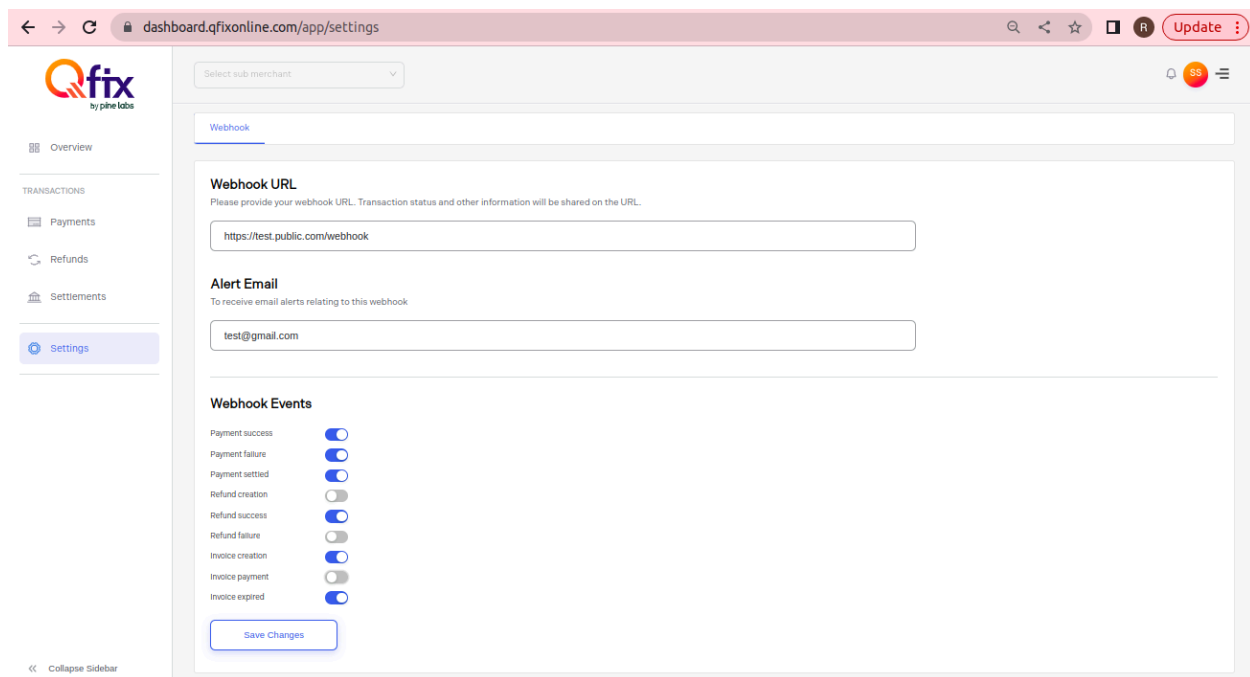 dashboard.qfixonline.com/app/settings
R
Update
Qfix
by pine labs
Select sub merchant
SS
Overview
TRANSACTIONS
Payments
Refunds
Settlements
Settings
Collapse Sidebar
Webhook
Webhook URL
Please provide your webhook URL. Transaction status and other information will be shared on the URL.
https://test.public.com/webhook
Alert Email
To receive email alerts relating to this webhook
test@gmail.com
Webhook Events
Payment success
Payment failure
Payment settled
Refund creation
Refund success
Refund failure
Invoice creation
Invoice payment
Invoice expired
Save Changes